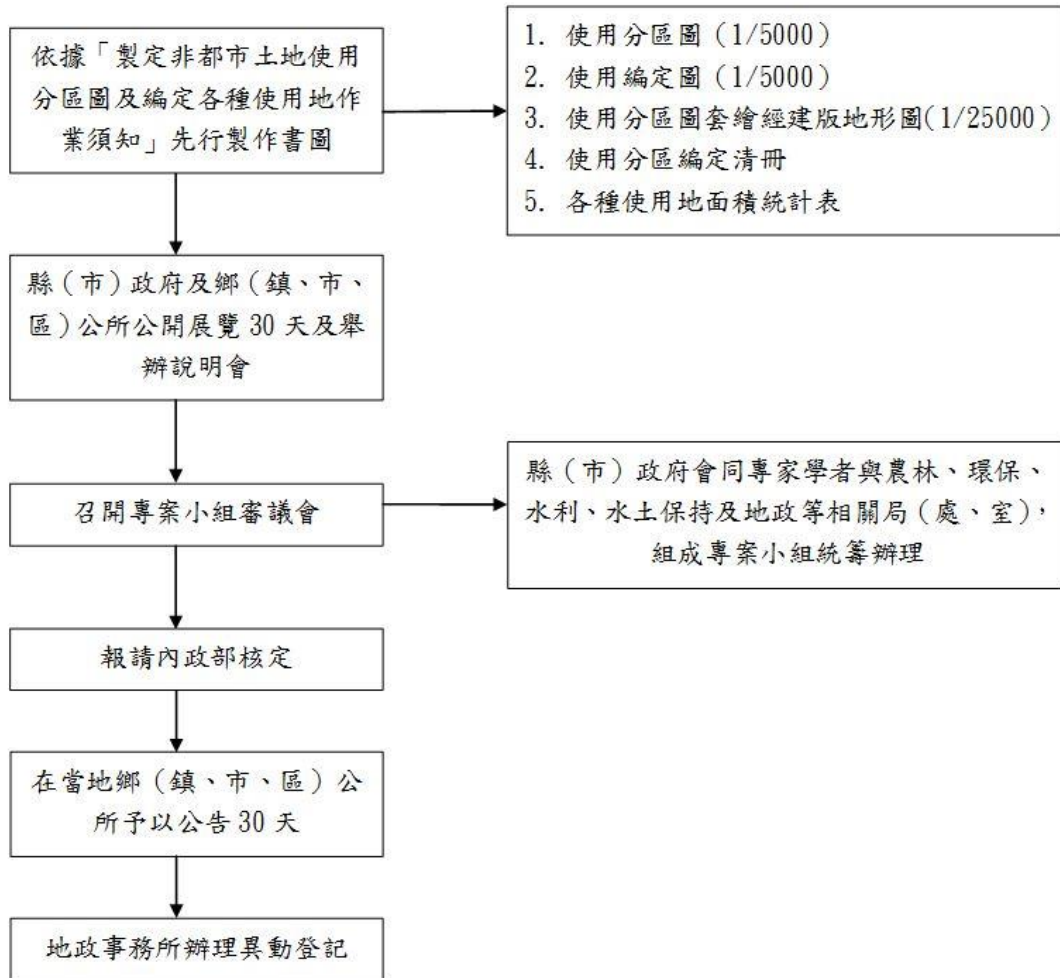 依據「製定非都市土地使用
分區圖及編定各種使用地作
業須知」先行製作書圖
1. 使用分區圖（1/5000）
2. 使用編定圖（1/5000）
3. 使用分區圖套繪經建版地形圖(1/25000）
4. 使用分區編定清冊
5. 各種使用地面積統計表
縣（市）政府及鄉（鎮、市、
區）公所公開展覽 30 天及舉
辦說明會
召開專案小組審議會
縣（市）政府會同專家學者與農林、環保、
水利、水土保持及地政等相關局（處、室），
組成專案小組統籌辦理
報請內政部核定
在當地鄉（鎮、市、區）公
所予以公告 30 天
地政事務所辦理異動登記